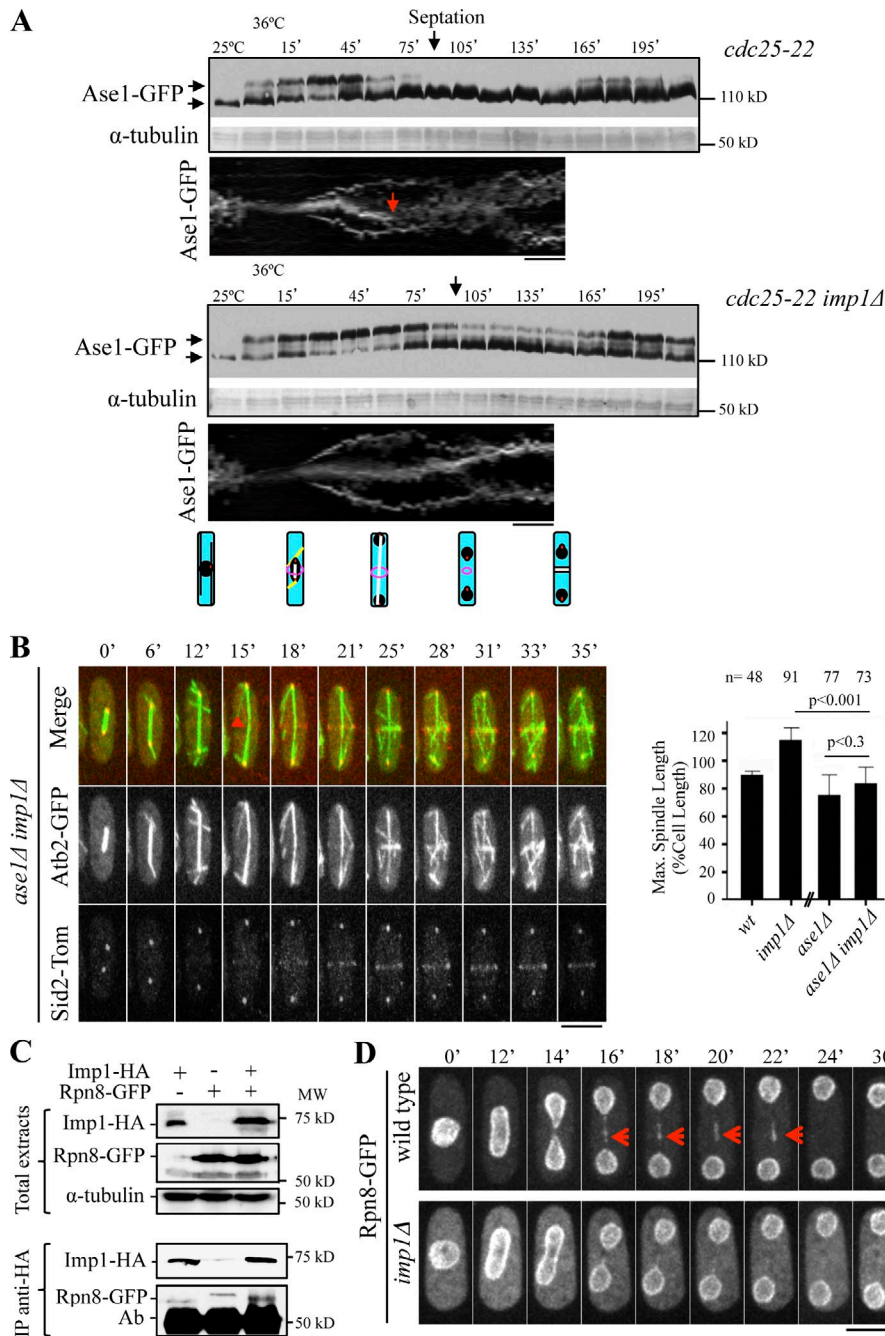 A
Septation
36ºC
25ºC 15' 45' 75' 105' 135' 165' 195'
cdc25-22
Ase1-GFP
110 kD
α-tubulin
50 kD
Ase1-GFP
36ºC
25ºC 15' 45' 75' 105' 135' 165' 195'
cdc25-22 imp1Δ
Ase1-GFP
110 kD
α-tubulin
50 kD
Ase1-GFP
B
0' 6' 12' 15' 18' 21' 25' 28' 31' 33' 35'
ase1Δ imp1Δ
Merge
Atb2-GFP
Sid2-Tom
n= 48 91 77 73
p<0.001
p<0.3
Max. Spindle Length
(%Cell Length)
120
100
80
60
40
20
0
wt
imp1Δ
ase1Δ
ase1Δ imp1Δ
C
Imp1-HA + - +
Rpn8-GFP - + +
MW
Total extracts
Imp1-HA
75 kD
Rpn8-GFP
50 kD
α-tubulin
50 kD
IP anti-HA
Imp1-HA
75 kD
Rpn8-GFP
Ab
50 kD
D
0' 12' 14' 16' 18' 20' 22' 24' 30
Rpn8-GFP
wild type
imp1Δ